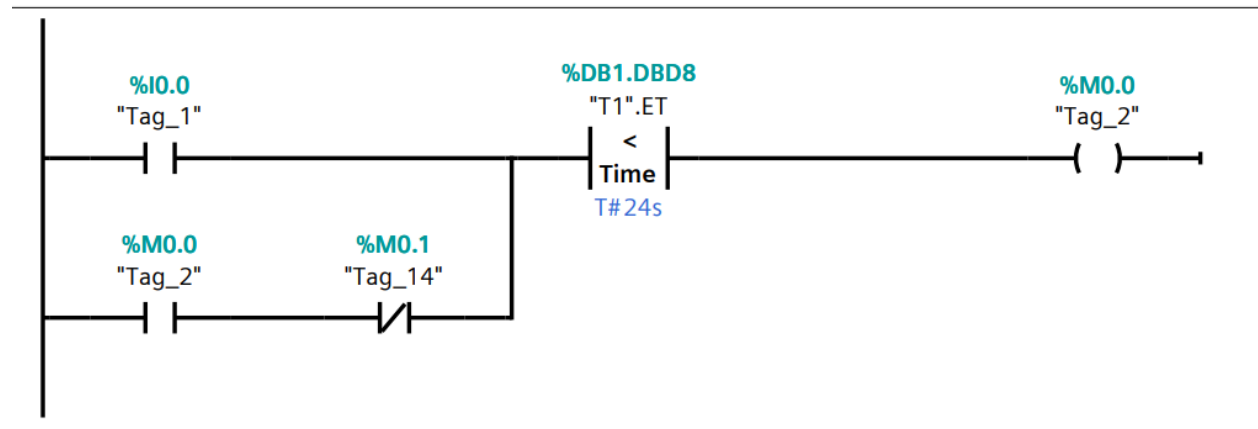 %I0.0
"Tag_1"
%DB1.DBD8
"T1".ET
<
Time
T#24s
%M0.0
"Tag_2"
%M0.0
"Tag_2"
%M0.1
"Tag_14"